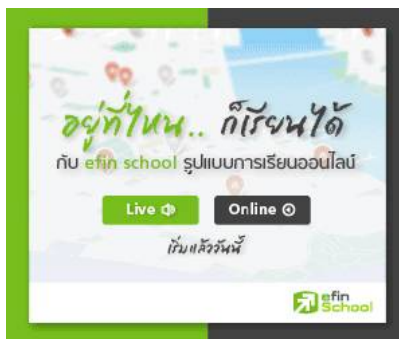 อยู่ที่ไหน.. ก็เรียนได้
กับ efin school รูปแบบการเรียนออนไลน์
Live
Online
เริ่มแล้ววันนี้
efin
School